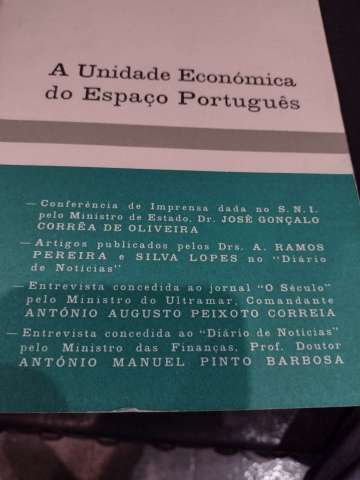 A Unidade Económica
do Espaço Português
— Conferência de Imprensa dada no S. N. I.
pelo Ministro de Estado, Dr. JOSÉ GONÇALO
CORRÊA DE OLIVEIRA
— Artigos publicados pelos Drs. A. RAMOS
PEREIRA e SILVA LOPES no "Diário
de Notícias"
— Entrevista concedida ao jornal "O Século"
pelo Ministro do Ultramar, Comandante
ANTÓNIO AUGUSTO PEIXOTO CORREIA
— Entrevista concedida ao "Diário de Notícias"
pelo Ministro das Finanças, Prof. Doutor
ANTÓNIO MANUEL PINTO BARBOSA